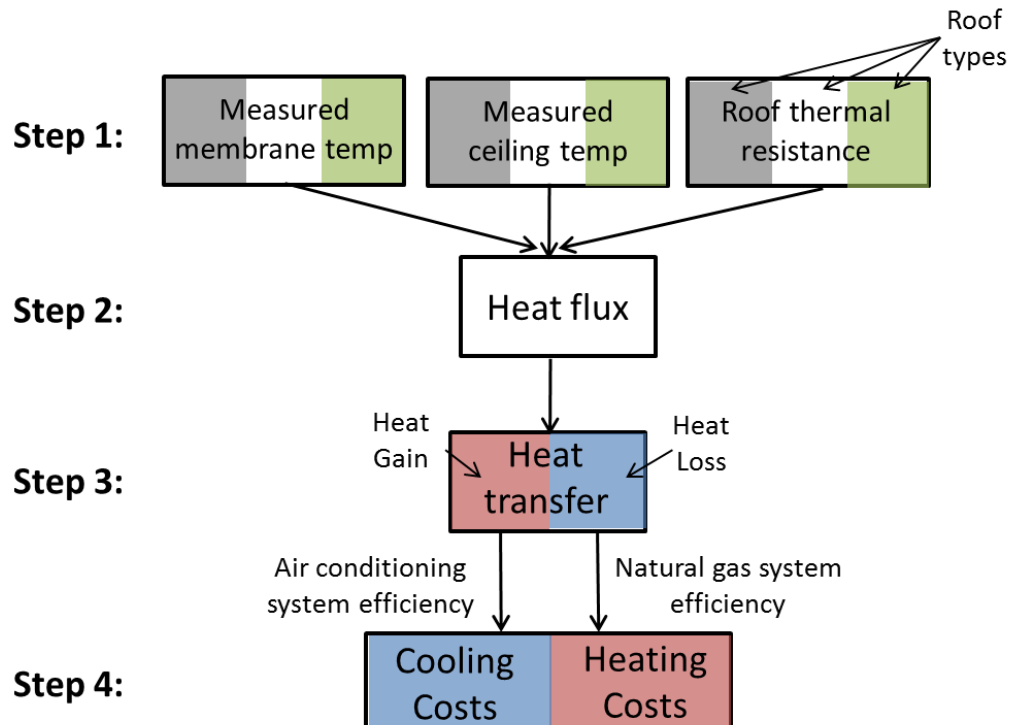 Roof
types
Step 1:
Measured
membrane temp
Measured
ceiling temp
Roof thermal
resistance
Step 2:
Heat flux
Heat
Gain
Heat
Loss
Step 3:
Heat
transfer
Air conditioning
system efficiency
Natural gas system
efficiency
Step 4:
Cooling
Costs
Heating
Costs